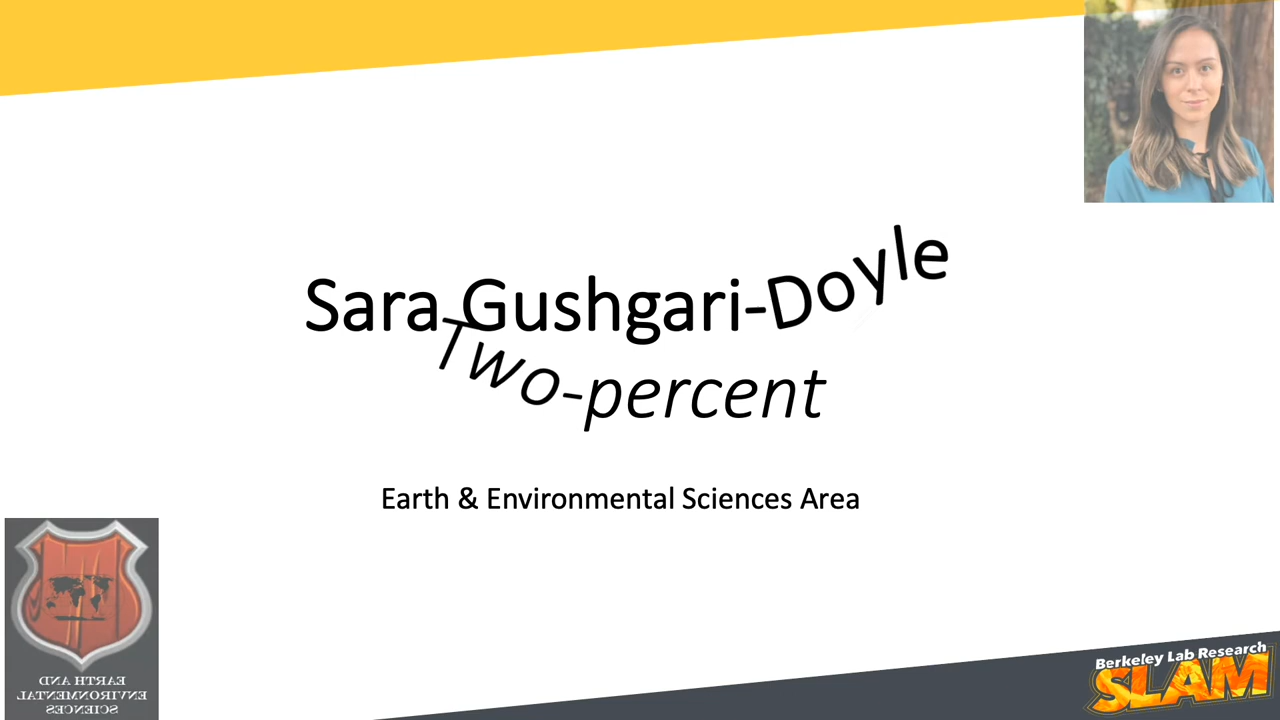 Sara Gushgari-Doyle
Two-percent
Earth & Environmental Sciences Area
EARTH AND
ENVIRONMENTAL
SCIENCES
Berkeley Lab Research
SLAM